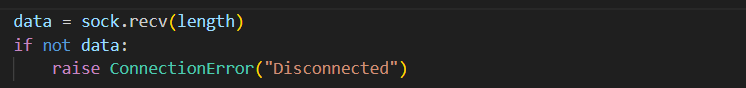 data = sock.recv(length)
if not data:
    raise ConnectionError("Disconnected")